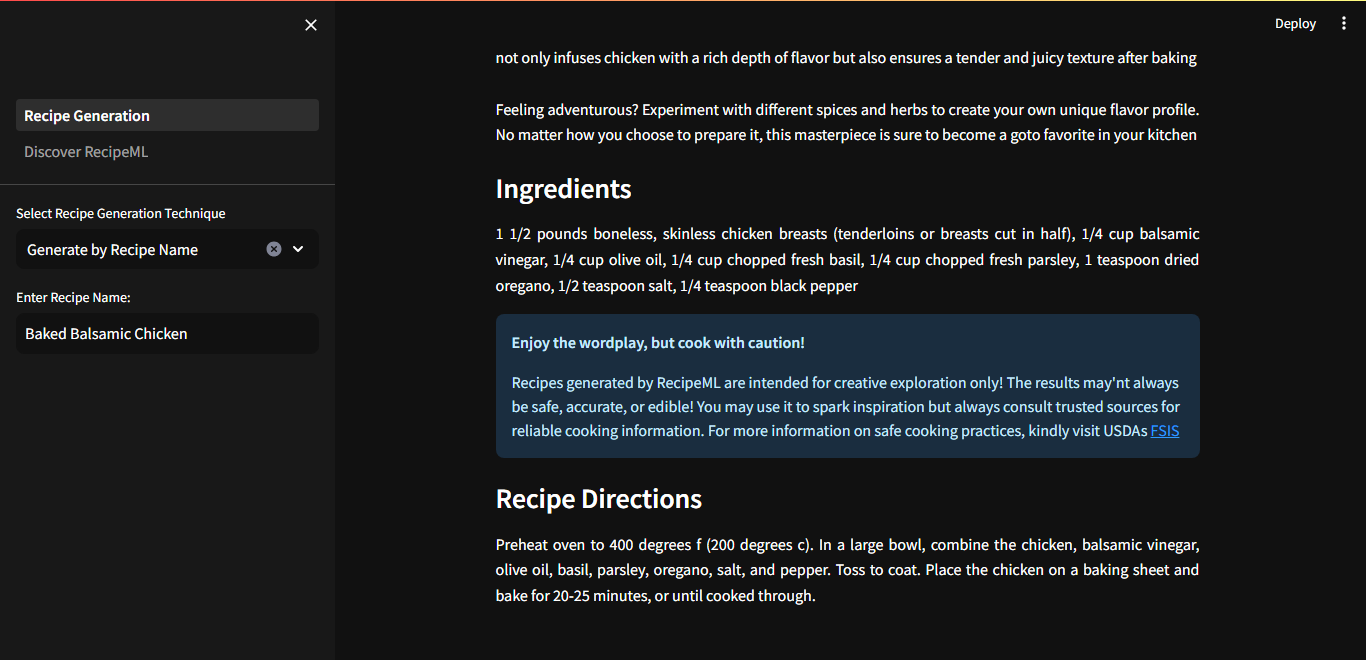 Deploy
Recipe Generation
Discover RecipeML
Select Recipe Generation Technique
Generate by Recipe Name
Enter Recipe Name:
Baked Balsamic Chicken
not only infuses chicken with a rich depth of flavor but also ensures a tender and juicy texture after baking
Feeling adventurous? Experiment with different spices and herbs to create your own unique flavor profile.
No matter how you choose to prepare it, this masterpiece is sure to become a goto favorite in your kitchen
Ingredients
1 1/2 pounds boneless, skinless chicken breasts (tenderloins or breasts cut in half), 1/4 cup balsamic
vinegar, 1/4 cup olive oil, 1/4 cup chopped fresh basil, 1/4 cup chopped fresh parsley, 1 teaspoon dried
oregano, 1/2 teaspoon salt, 1/4 teaspoon black pepper
Enjoy the wordplay, but cook with caution!
Recipes generated by RecipeML are intended for creative exploration only! The results may'nt always
be safe, accurate, or edible! You may use it to spark inspiration but always consult trusted sources for
reliable cooking information. For more information on safe cooking practices, kindly visit USDAs FSIS
Recipe Directions
Preheat oven to 400 degrees f (200 degrees c). In a large bowl, combine the chicken, balsamic vinegar,
olive oil, basil, parsley, oregano, salt, and pepper. Toss to coat. Place the chicken on a baking sheet and
bake for 20-25 minutes, or until cooked through.